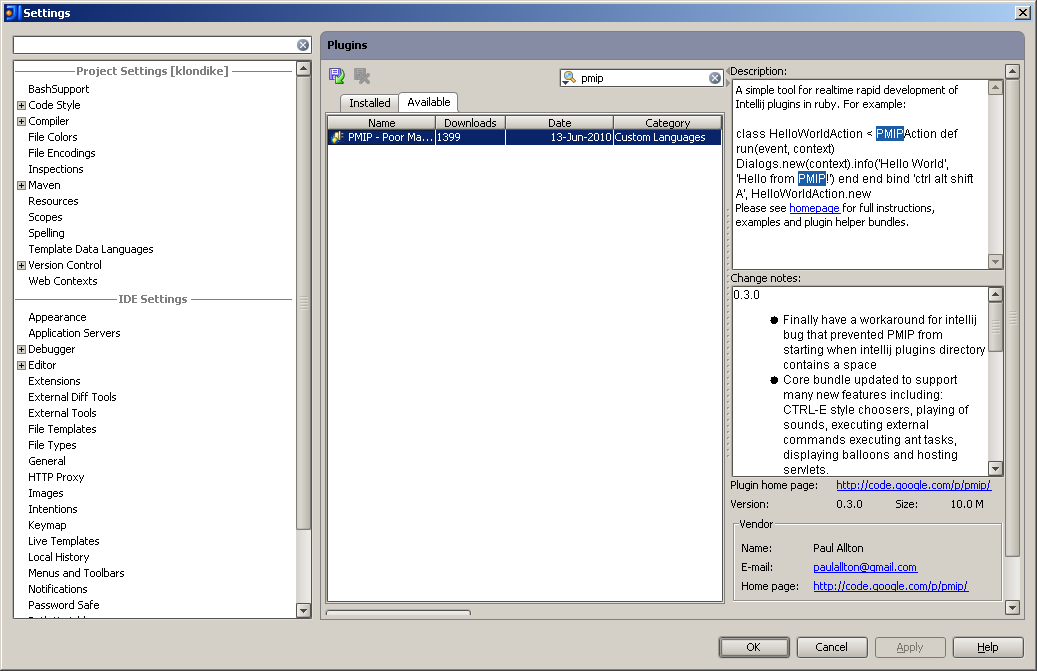 Settings
Project Settings [klondike]
BashSupport
Code Style
Compiler
File Colors
File Encodings
Inspections
Maven
Resources
Scopes
Spelling
Template Data Languages
Version Control
Web Contexts
IDE Settings
Appearance
Application Servers
Debugger
Editor
Extensions
External Diff Tools
External Tools
File Templates
File Types
General
HTTP Proxy
Images
Intentions
Keymap
Live Templates
Local History
Menus and Toolbars
Notifications
Password Safe
Plugins
pmip
Installed
Available
Name Downloads Date Category
PMIP - Poor Ma... 1399 13-Jun-2010 Custom Languages
Description:
A simple tool for realtime rapid development of
Intellij plugins in ruby. For example:
class HelloWorldAction < PMIPAction def
run(event, context)
Dialogs.new(context).info('Hello World',
'Hello from PMIP!') end end bind 'ctrl alt shift
A', HelloWorldAction.new
Please see homepage for full instructions,
examples and plugin helper bundles.
Change notes:
0.3.0
Finally have a workaround for intellij
bug that prevented PMIP from
starting when intellij plugins directory
contains a space
Core bundle updated to support
many new features including:
CTRL-E style choosers, playing of
sounds, executing external
commands executing ant tasks,
displaying balloons and hosting
servlets.
Plugin home page: http://code.google.com/p/pmip/
Version: 0.3.0 Size: 10.0 M
Vendor
Name: Paul Allton
E-mail: paulallton@gmail.com
Home page: http://code.google.com/p/pmip/
OK
Cancel
Apply
Help